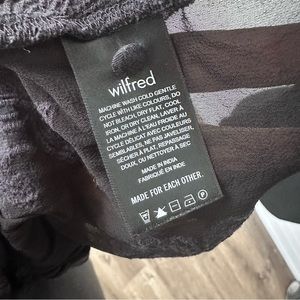 wilfred
MACHINE WASH COLD GENTLE
CYCLE WITH LIKE COLOURS, DO
NOT BLEACH, DRY FLAT, COOL
IRON, OR DRY CLEAN, LAVER À
LA MACHINE À L'EAU FROIDE AU
CYCLE DÉLICAT AVEC COULEURS
SEMBLABLES, NE PAS JAVELISER,
SÉCHER À PLAT, REPASSAGE
DOUX, OU NETTOYER À SEC
MADE IN INDIA
FABRIQUÉ EN INDE
MADE FOR EACH OTHER.